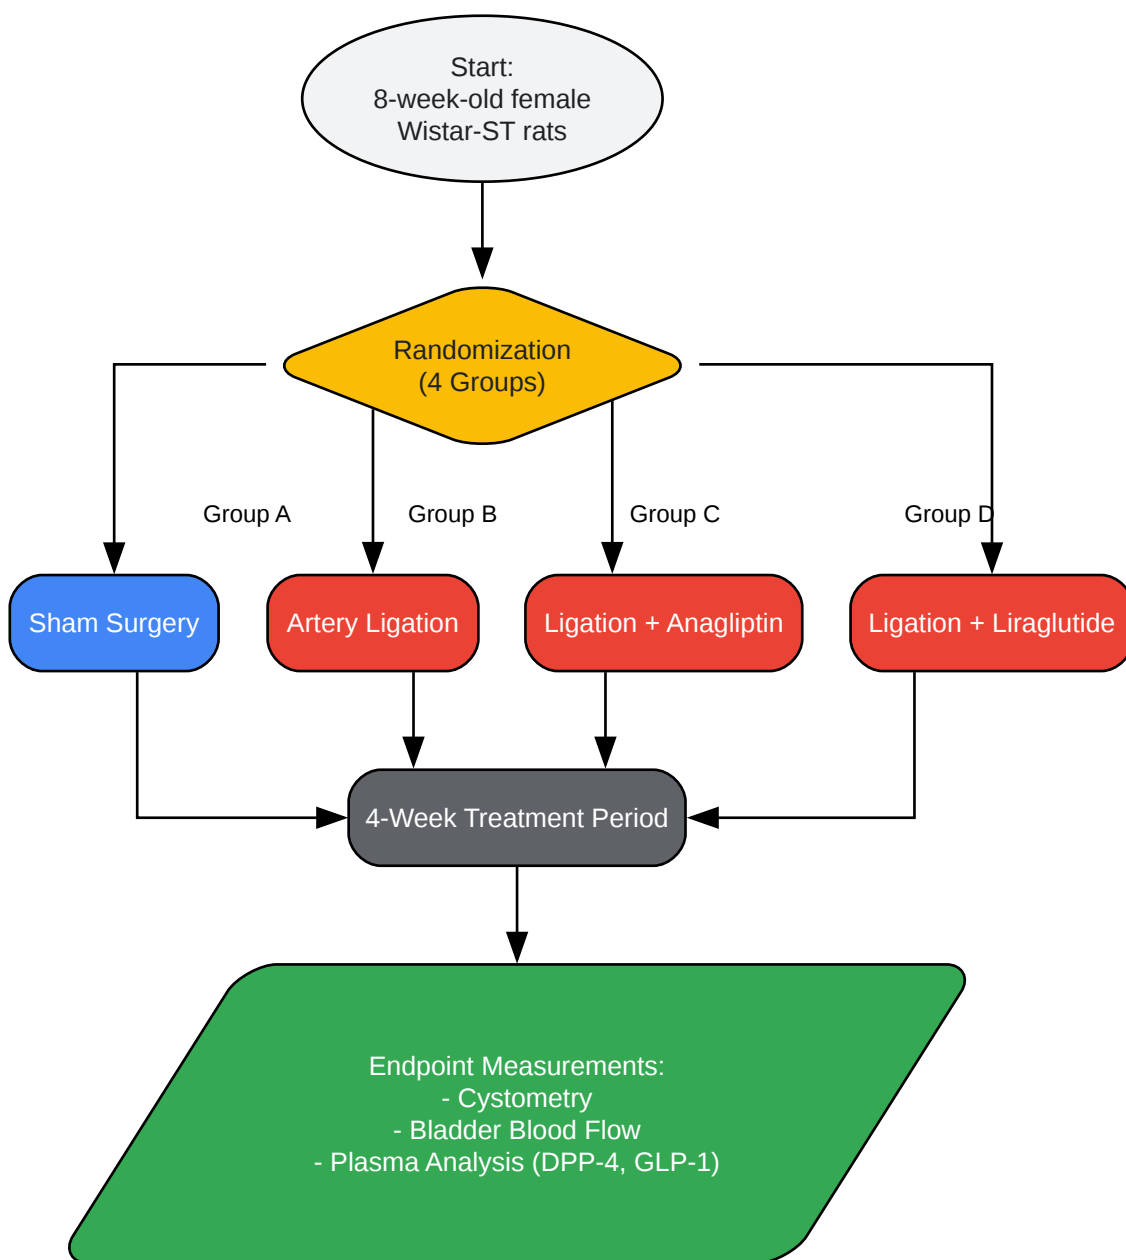 Start:
8-week-old female
Wistar-ST rats
Randomization
(4 Groups)
Group A
Group B
Group C
Group D
Sham Surgery
Artery Ligation
Ligation + Anagliptin
Ligation + Liraglutide
4-Week Treatment Period
Endpoint Measurements:
- Cystometry
- Bladder Blood Flow
- Plasma Analysis (DPP-4, GLP-1)